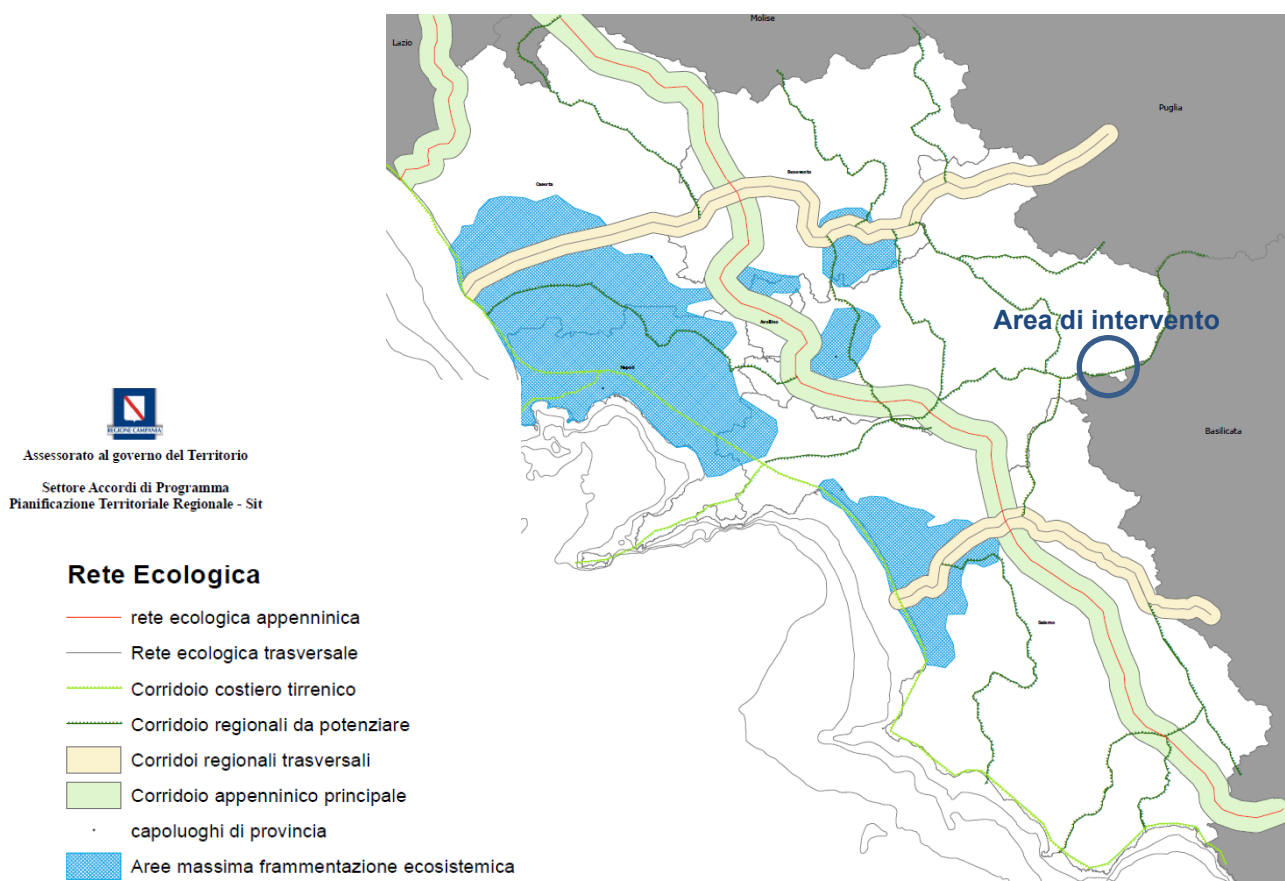 Molise
Lazio
Puglia
Caserta
Benevento
Avellino
Area di intervento
Napoli
Basilicata
REGIONE CAMPANIA
Assessorato al governo del Territorio
Settore Accordi di Programma
Pianificazione Territoriale Regionale - Sit
Salerno
Rete Ecologica
rete ecologica appenninica
Rete ecologica trasversale
Corridoio costiero tirrenico
Corridoio regionali da potenziare
Corridoi regionali trasversali
Corridoio appenninico principale
capoluoghi di provincia
Aree massima frammentazione ecosistemica